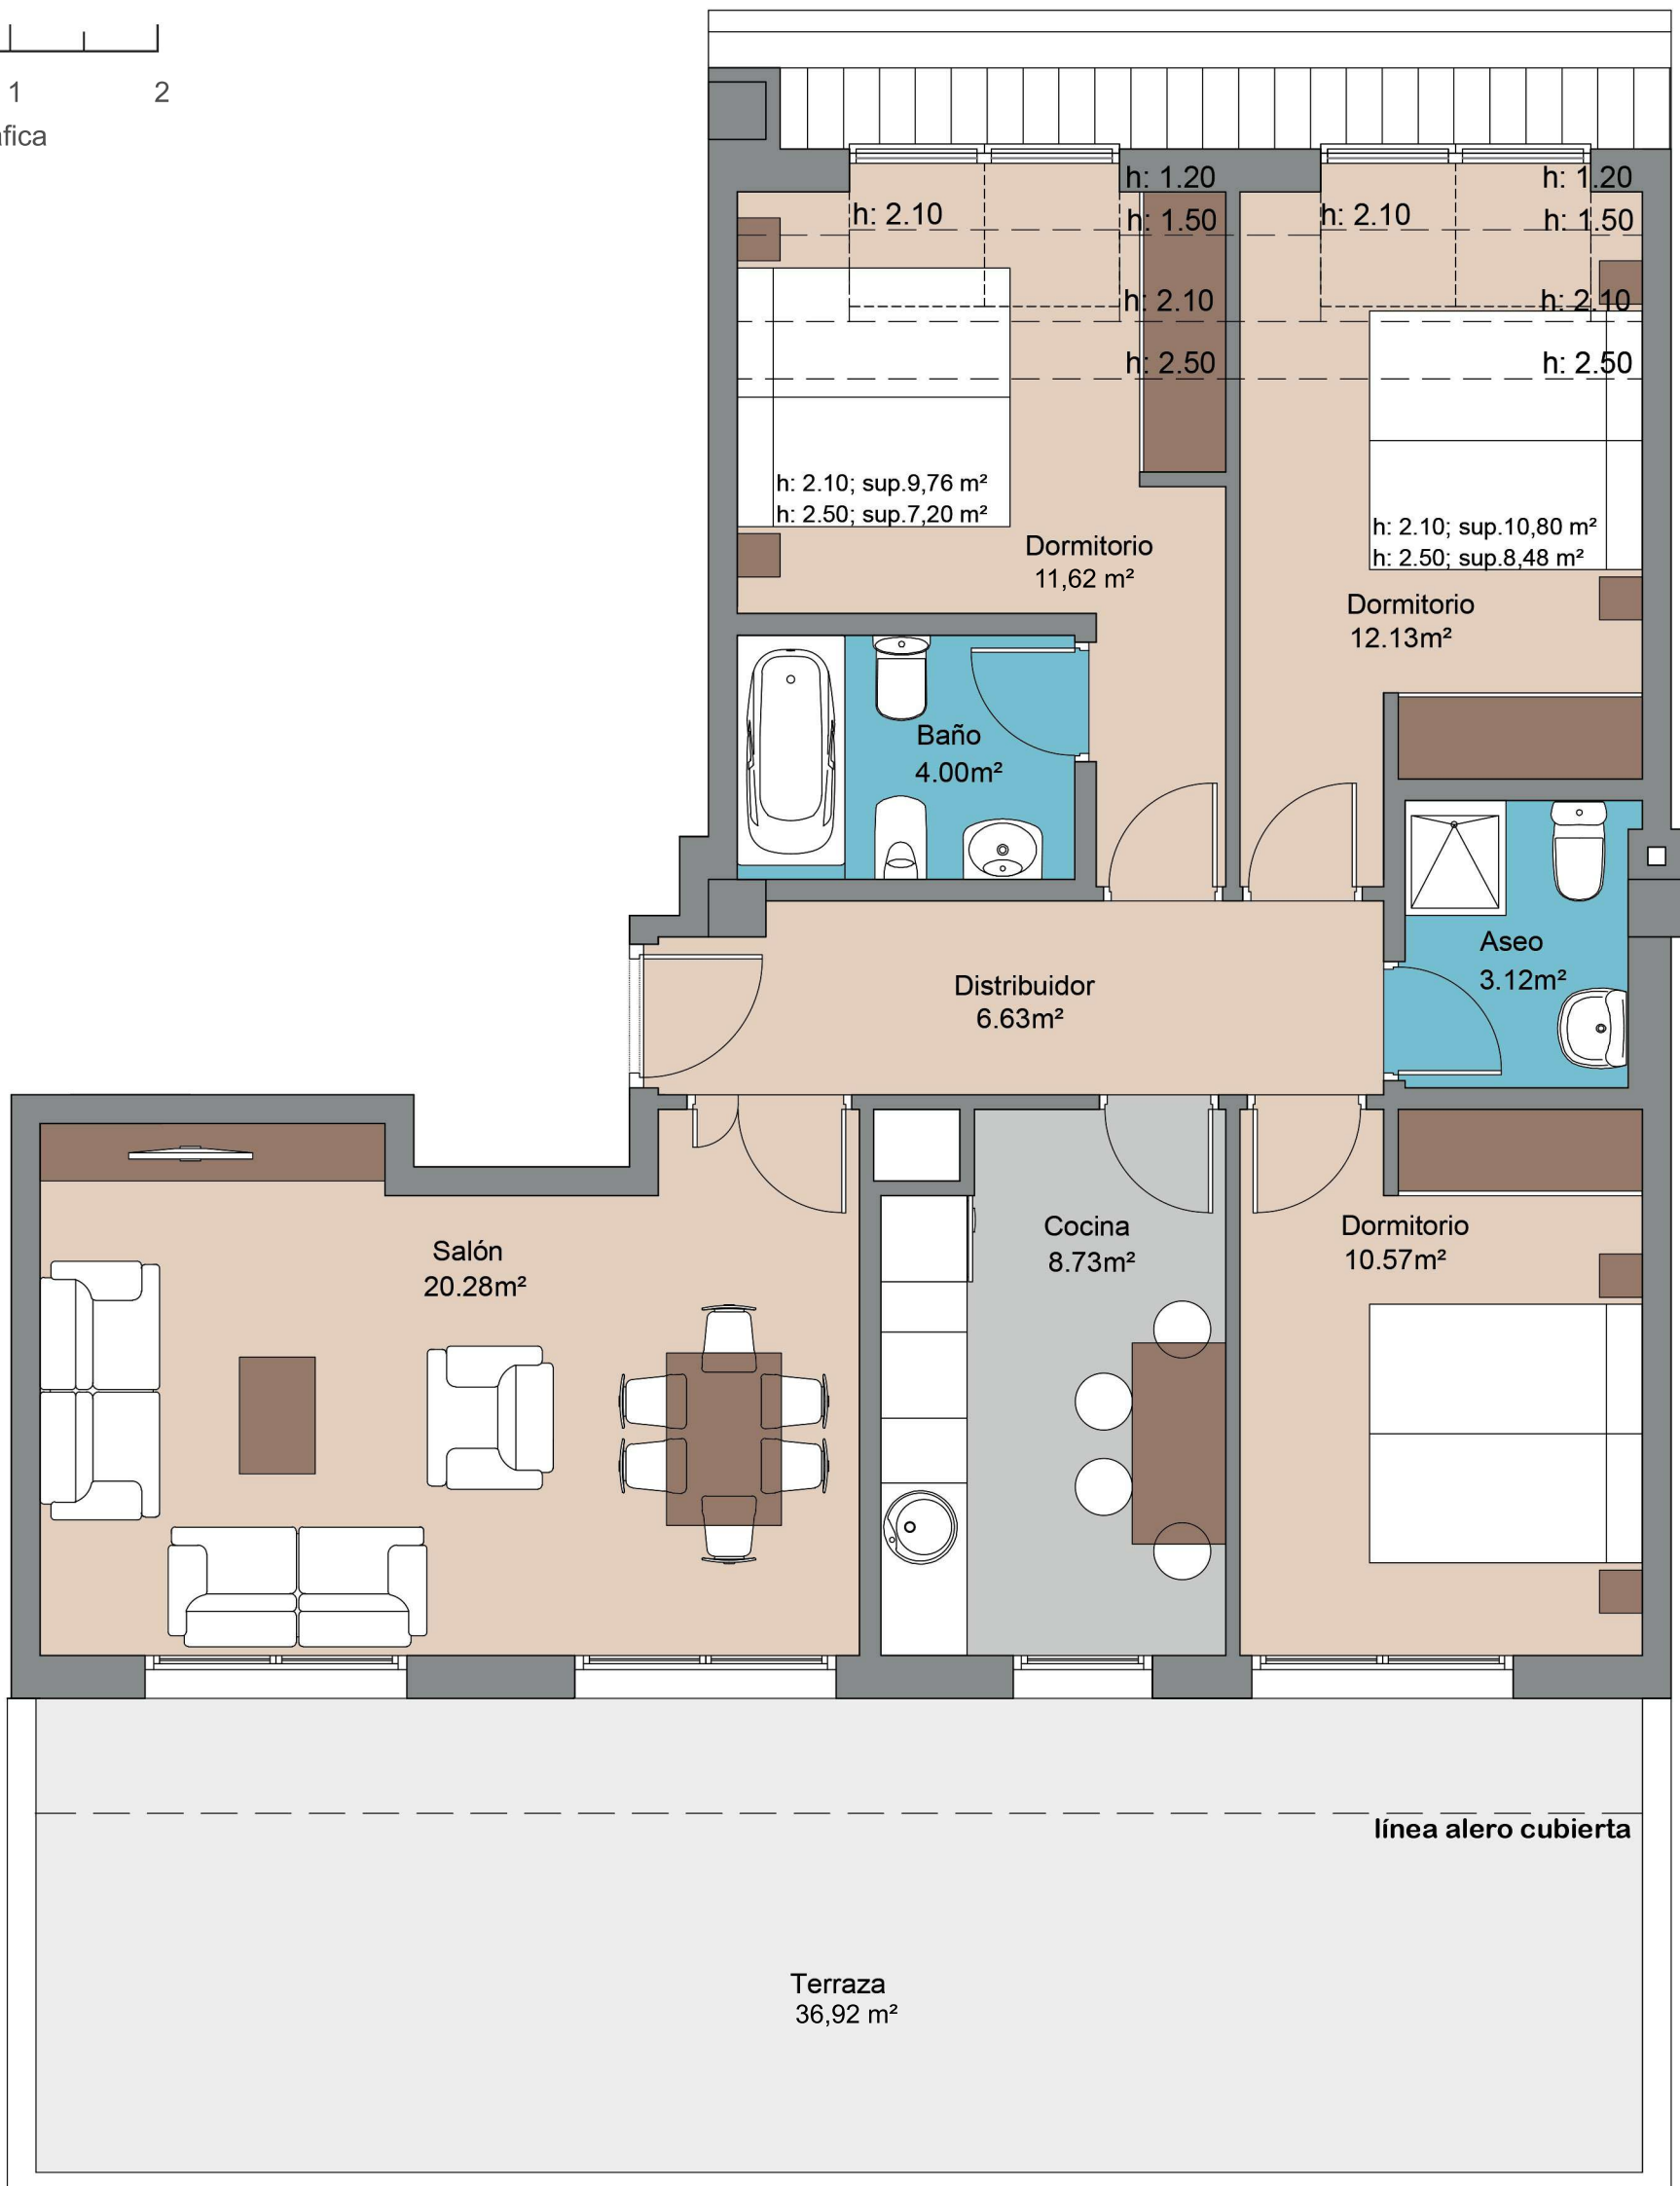 1 2
áfica
h: 1.20 h: 1.20
h: 2.10 h: 1.50 h: 2.10 h: 1.50
h: 2.10 h: 2.10
h: 2.50 h: 2.50
h: 2.10; sup.9,76 m²
h: 2.50; sup.7,20 m²
h: 2.10; sup.10,80 m²
h: 2.50; sup.8,48 m²
Dormitorio
11,62 m²
Dormitorio
12.13m²
Baño
4.00m²
Aseo
3.12m²
Distribuidor
6.63m²
Salón
20.28m²
Cocina
8.73m²
Dormitorio
10.57m²
línea alero cubierta
Terraza
36,92 m²